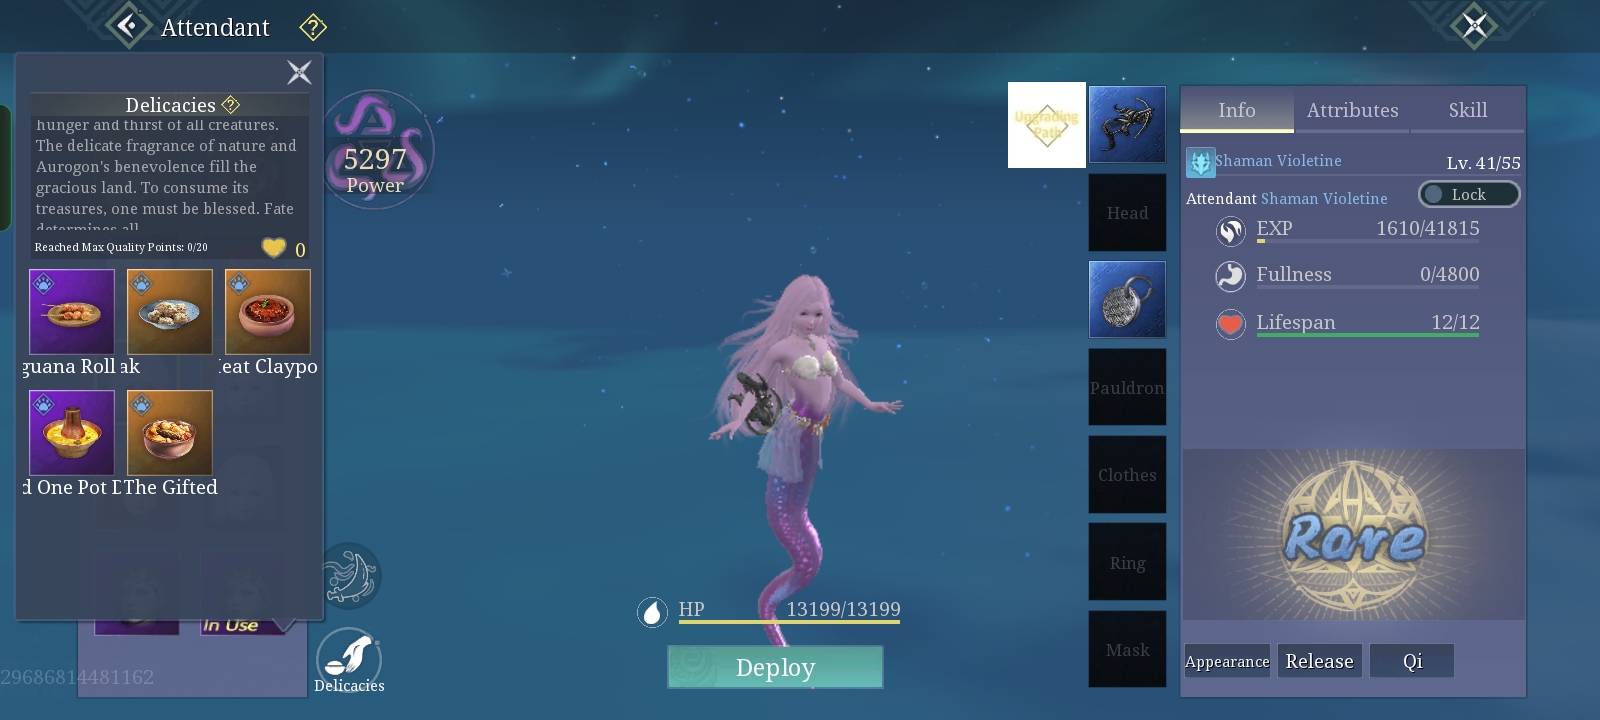 Attendant
Delicacies
hunger and thirst of all creatures.
The delicate fragrance of nature and
Aurogon's benevolence fill the
gracious land. To consume its
treasures, one must be blessed. Fate
determines all.
Reached Max Quality Points: 0/20
0
guana Roll
ak
eat Claypo
d One Pot
The Gifted
In Use
29686814481162
Delicacies
5297
Power
HP
13199/13199
Deploy
Upgrading
Path
Head
Pauldron
Clothes
Ring
Mask
Info
Attributes
Skill
Shaman Violetine
Lv. 41/55
Attendant Shaman Violetine
Lock
EXP
1610/41815
Fullness
0/4800
Lifespan
12/12
Rare
Appearance
Release
Qi